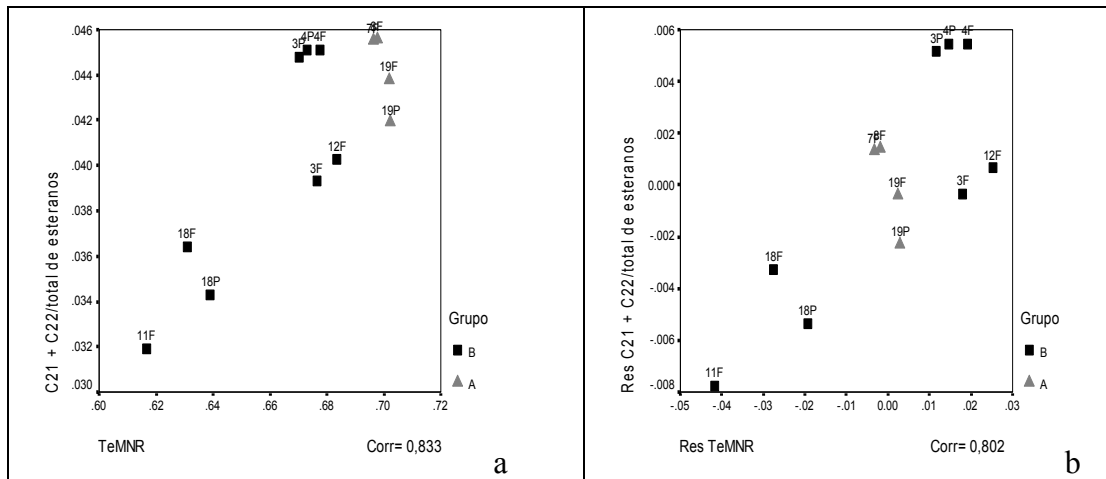 .046
.044
.042
.040
.038
.036
.034
.032
.030
C21 + C22/total de esteranos
3P 4P 4F
7F
19F
19P
12F
3F
18F
18P
11F
.60 .62 .64 .66 .68 .70 .72
TeMNR
Corr= 0,833
Grupo
B
A
a
.006
.004
.002
0.000
-.002
-.004
-.006
-.008
Res C21 + C22/total de esteranos
3P 4P 4F
7F
12F
3F
19F
19P
18F
18P
11F
-.05 -.04 -.03 -.02 -.01 0.00 .01 .02 .03
Res TeMNR
Corr= 0,802
Grupo
B
A
b